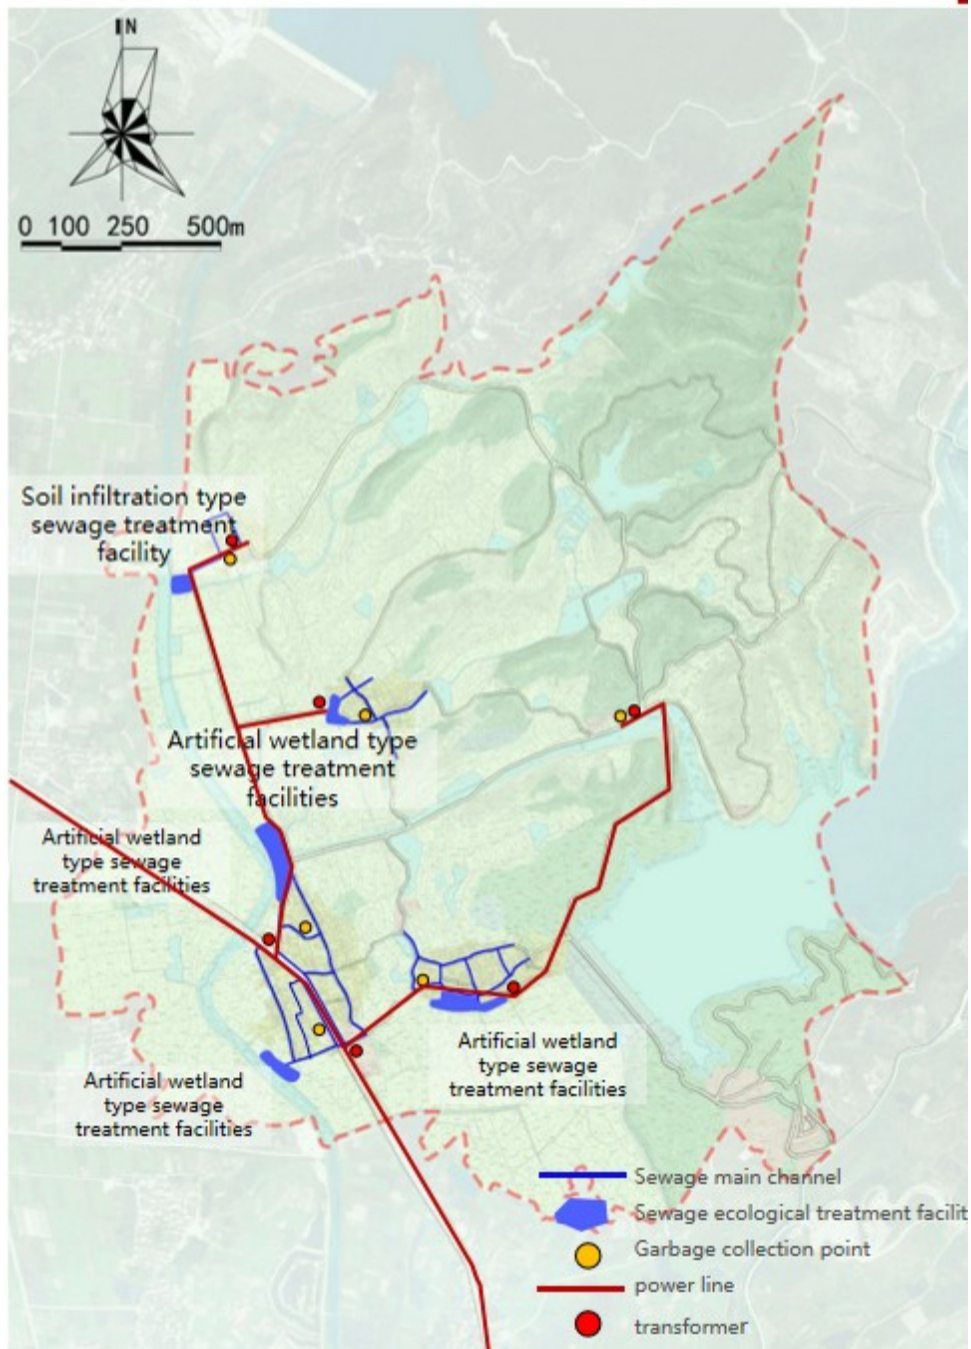 N
0 100 250 500m
Soil infiltration type
sewage treatment
facility
Artificial wetland type
sewage treatment
facilities
Artificial wetland
type sewage
treatment facilities
Artificial wetland
type sewage
treatment facilities
Artificial wetland
type sewage
treatment facilities
Sewage main channel
Sewage ecological treatment facilit
Garbage collection point
power line
transformer